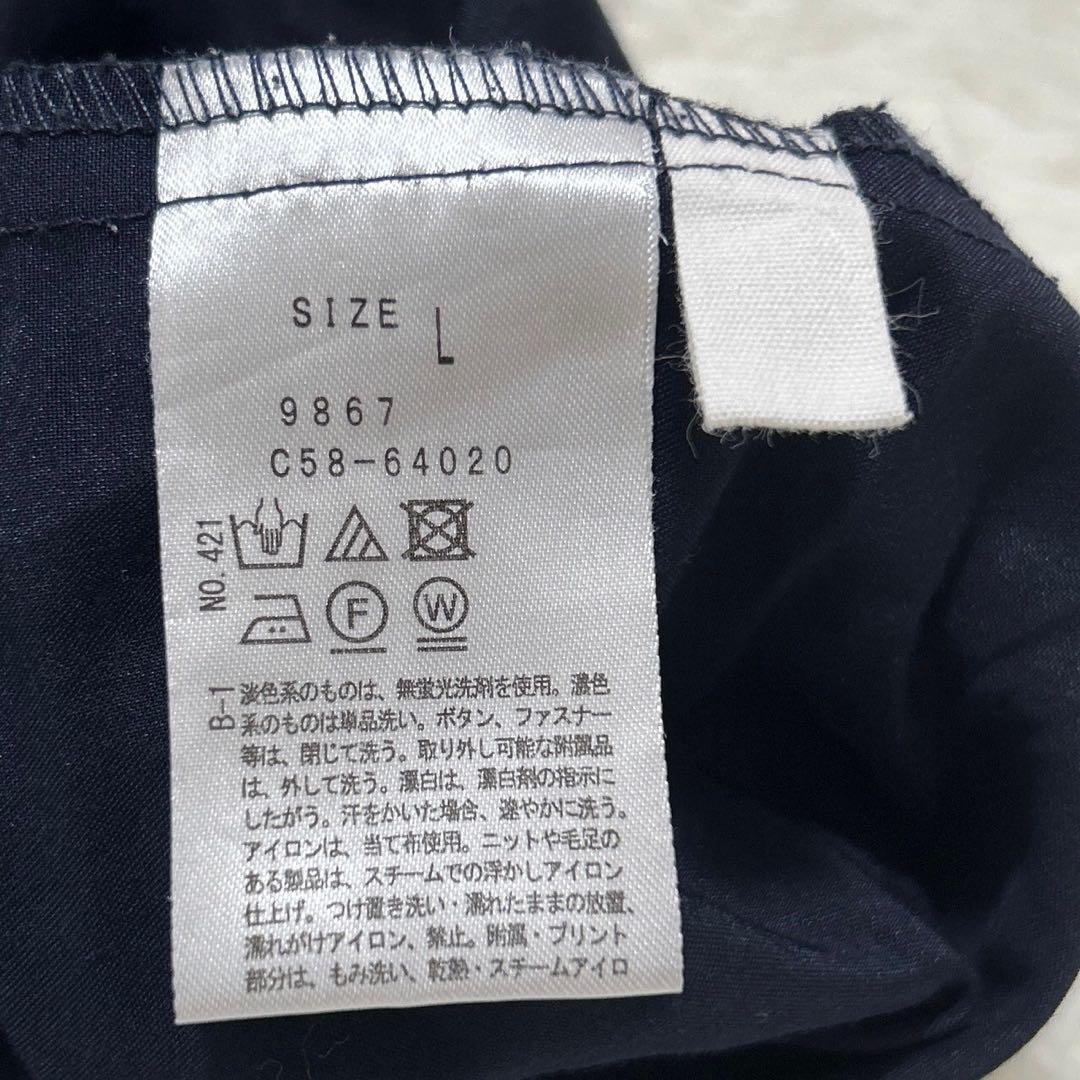 SIZE L
9867
C58-64020
NO. 421
F
W
B-1
淡色系のものは、無蛍光洗剤を使用。濃色
系のものは単品洗い。ボタン、ファスナー
等は、閉じて洗う。取り外し可能な附属品
は、外して洗う。漂白は、漂白剤の指示に
したがう。汗をかいた場合、速やかに洗う。
アイロンは、当て布使用。ニットや毛足の
ある製品は、スチームでの浮かしアイロン
仕上げ。つけ置き洗い・濡れたままの放置、
濡れがけアイロン、禁止。附属・プリント
部分は、もみ洗い、乾熱・スチームアイロ